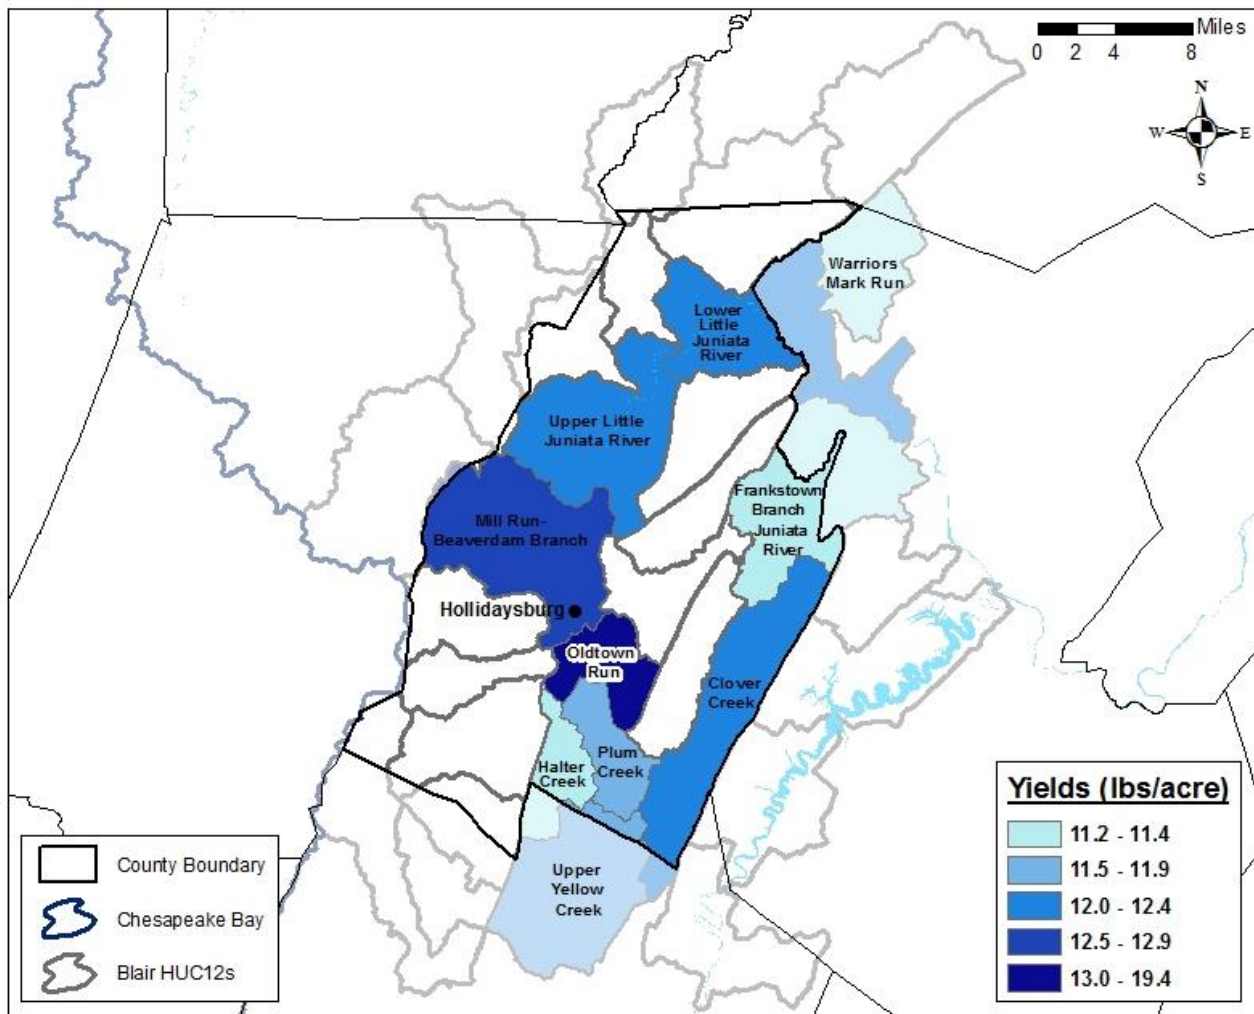 Miles
0 2 4 8
N
W E
S
Warriors
Mark Run
Lower
Little
Juniata
River
Upper Little
Juniata River
Frankstown
Branch
Juniata
River
Mill Run-
Beaverdam Branch
Hollidaysburg
Oldtown
Run
Clover
Creek
Plum
Creek
Halter
Creek
Upper
Yellow
Creek
Yields (lbs/acre)
11.2 - 11.4
11.5 - 11.9
12.0 - 12.4
12.5 - 12.9
13.0 - 19.4
County Boundary
Chesapeake Bay
Blair HUC12s